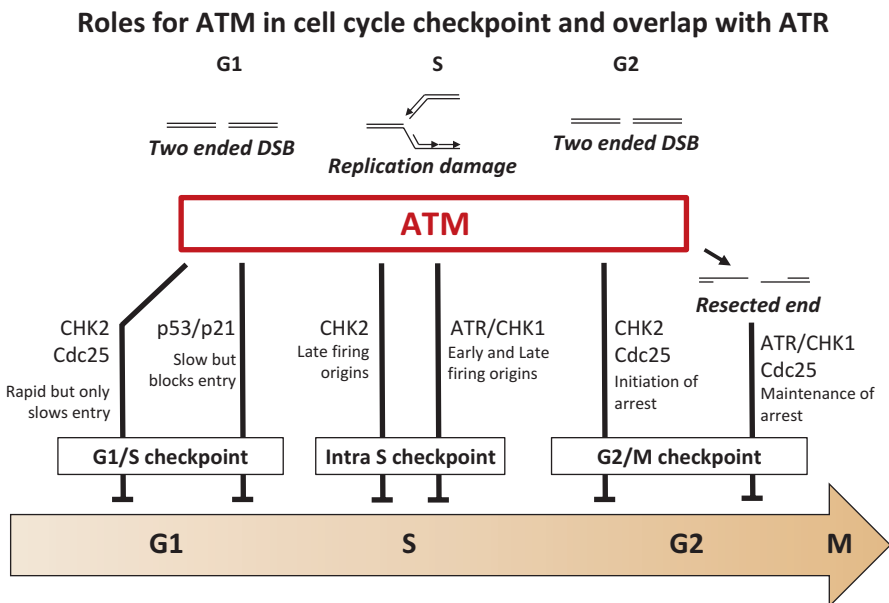 Roles for ATM in cell cycle checkpoint and overlap with ATR
G1
S
G2
Two ended DSB
Replication damage
Two ended DSB
ATM
Resected end
CHK2
Cdc25
Rapid but only
slows entry
p53/p21
Slow but
blocks entry
CHK2
Late firing
origins
ATR/CHK1
Early and Late
firing origins
CHK2
Cdc25
Initiation of
arrest
ATR/CHK1
Cdc25
Maintenance of
arrest
G1/S checkpoint
Intra S checkpoint
G2/M checkpoint
G1
S
G2
M